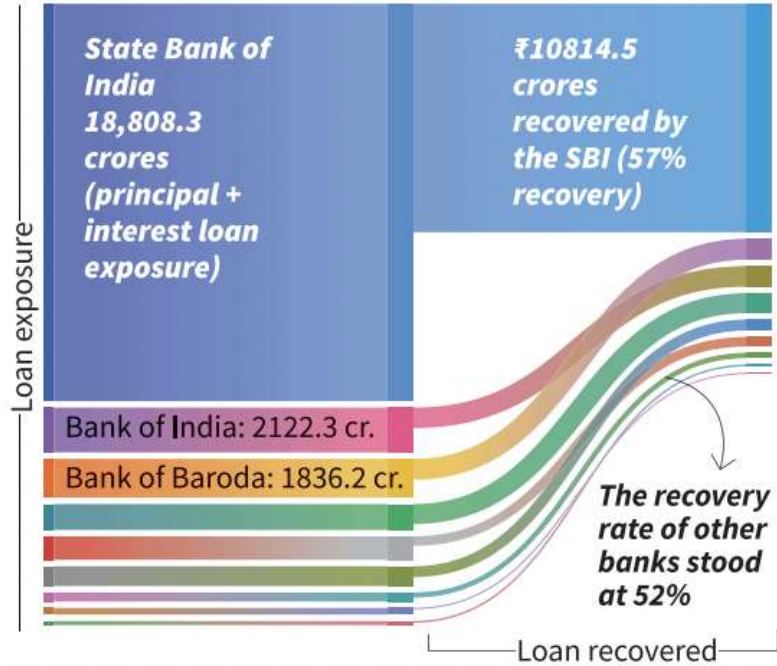 State Bank of
India
18,808.3
crores
(principal +
interest loan
exposure)
₹10814.5
crores
recovered by
the SBI (57%
recovery)
Loan exposure
Bank of India: 2122.3 cr.
Bank of Baroda: 1836.2 cr.
The recovery
rate of other
banks stood
at 52%
Loan recovered